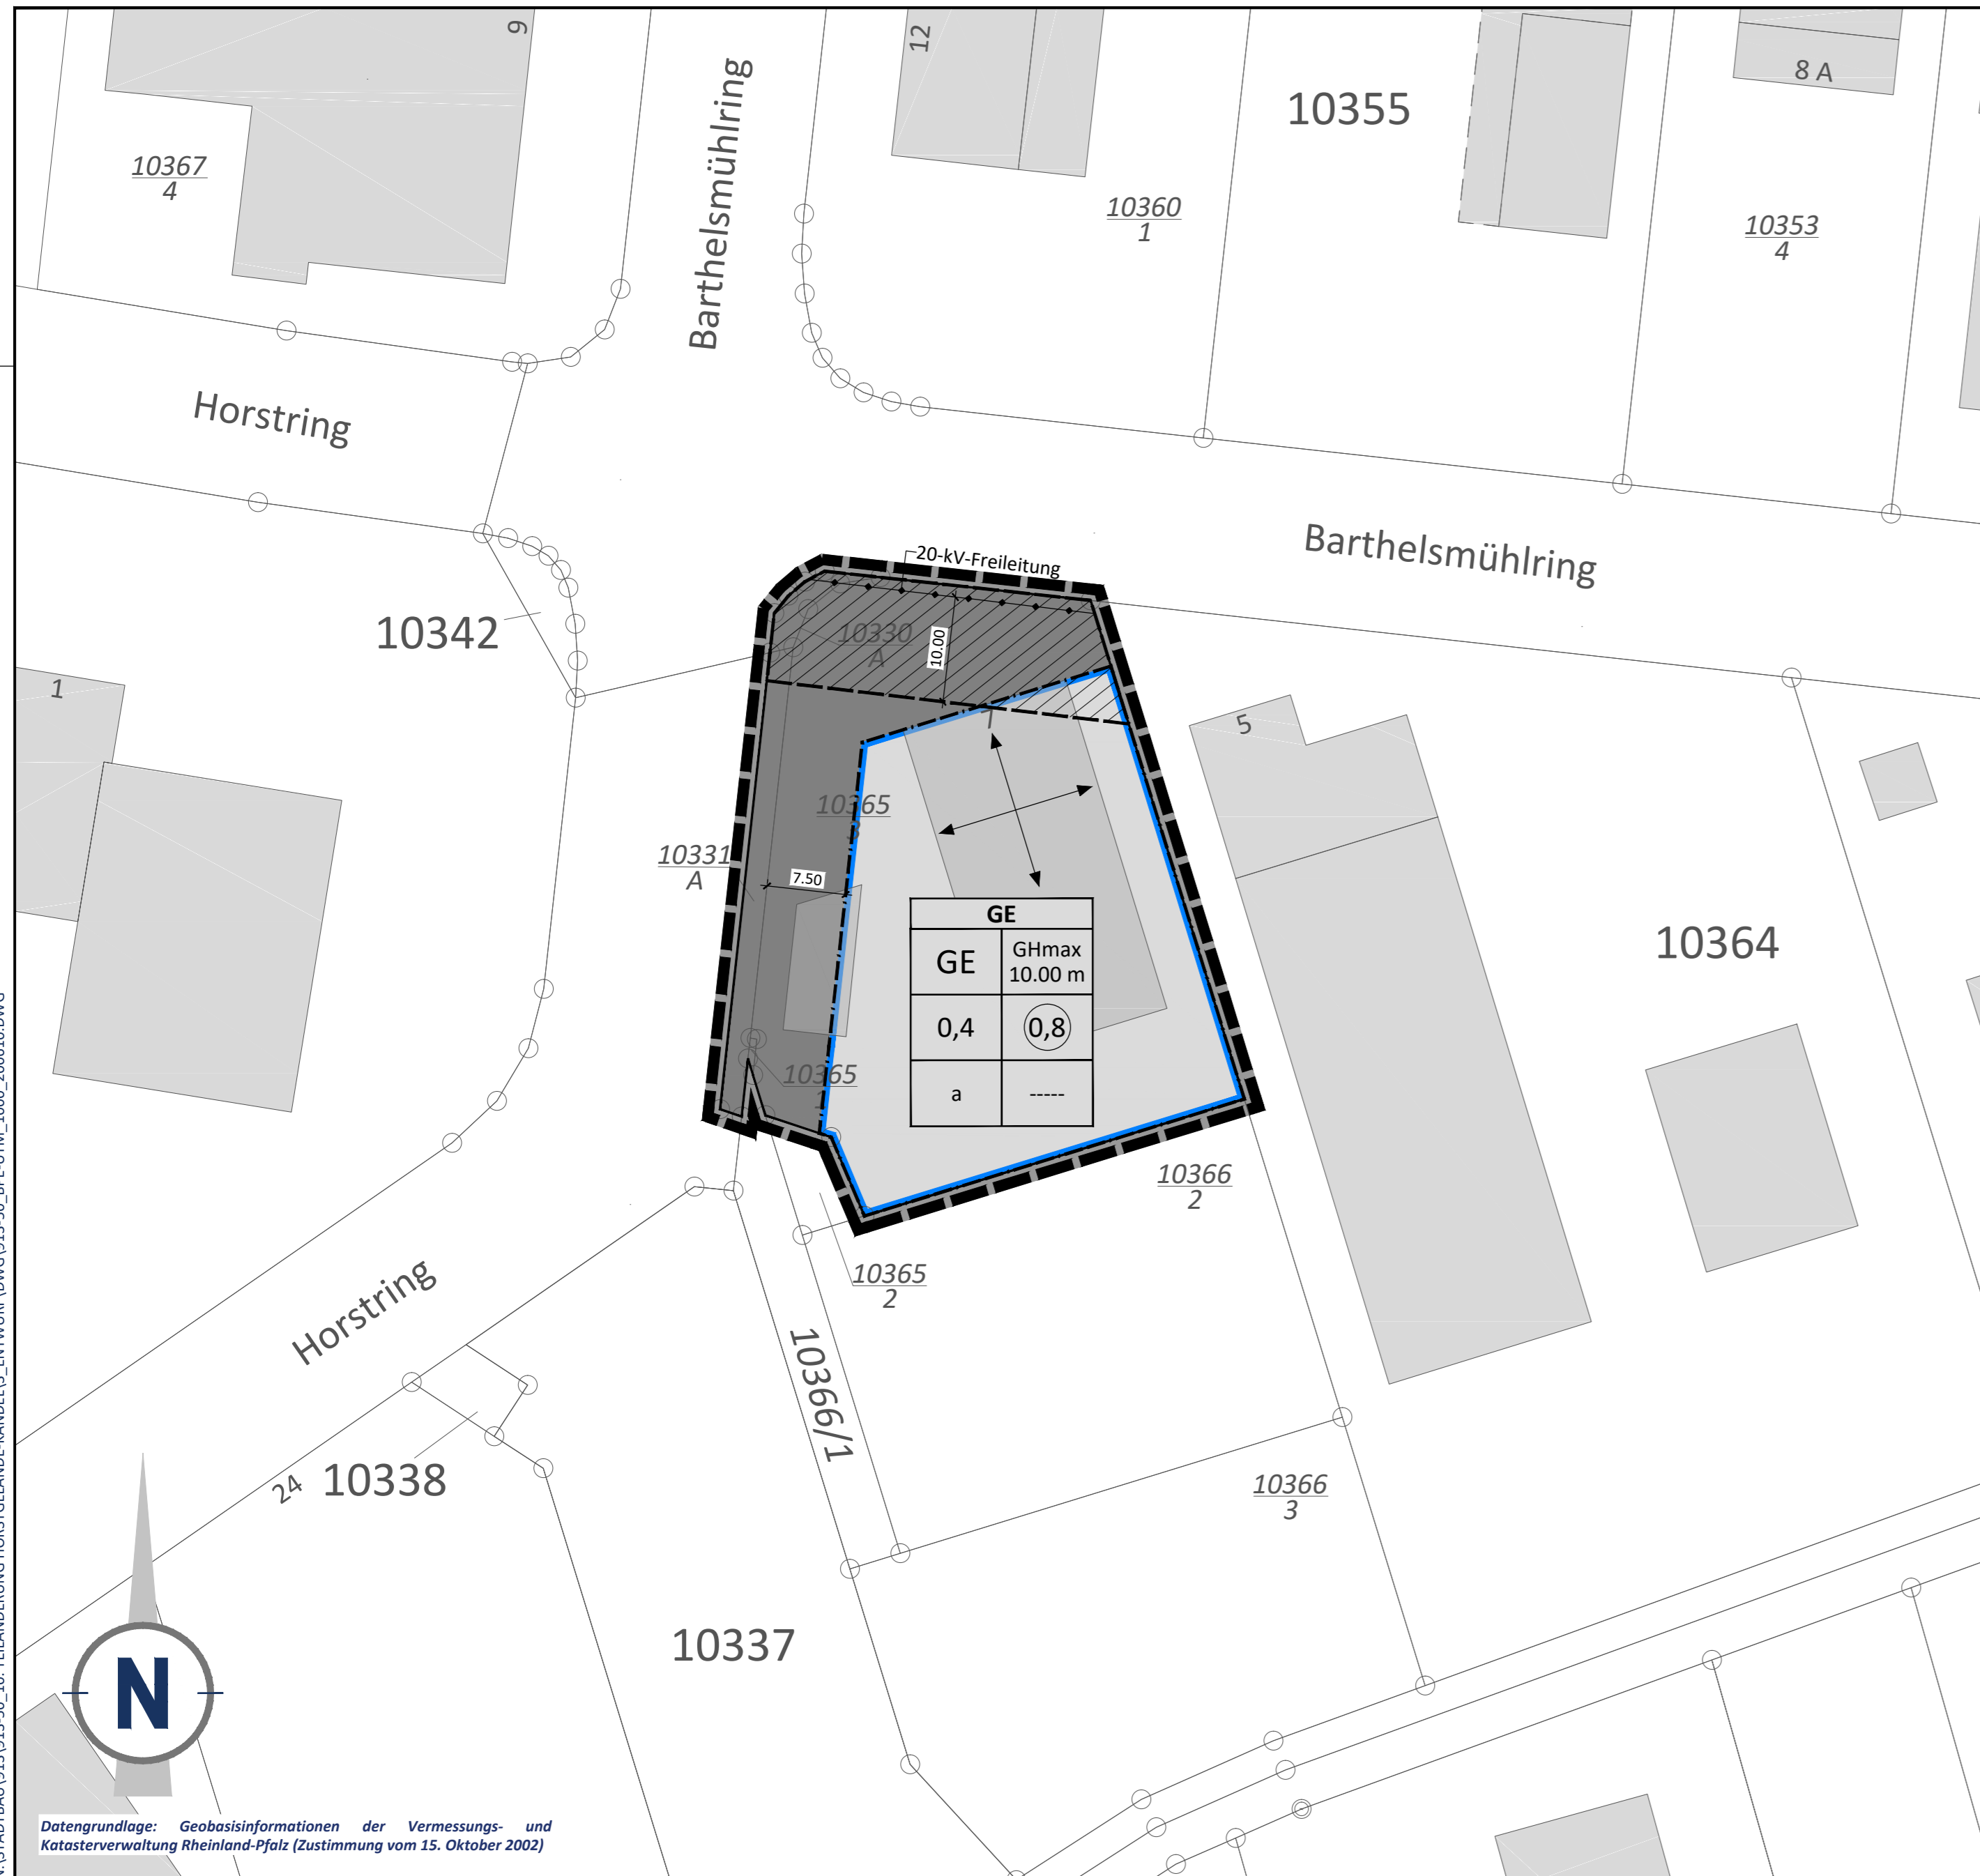 9
12
8 A
10355
10367
4
Barthelsmühlring
10360
1
10353
4
Horstring
Barthelsmühlring
20-kV-Freileitung
10342
10330
A
10.00
1
7
5
10365
3
10331
A
7.50
GE
GE
GHmax
10.00 m
0,4
0,8
a
-----
10364
10365
10366
2
10365
2
Horstring
10366/1
24
10338
10366
3
10337
N
Datengrundlage: Geobasisinformationen der Vermessungs- und
Katasterverwaltung Rheinland-Pfalz (Zustimmung vom 15. Oktober 2002)